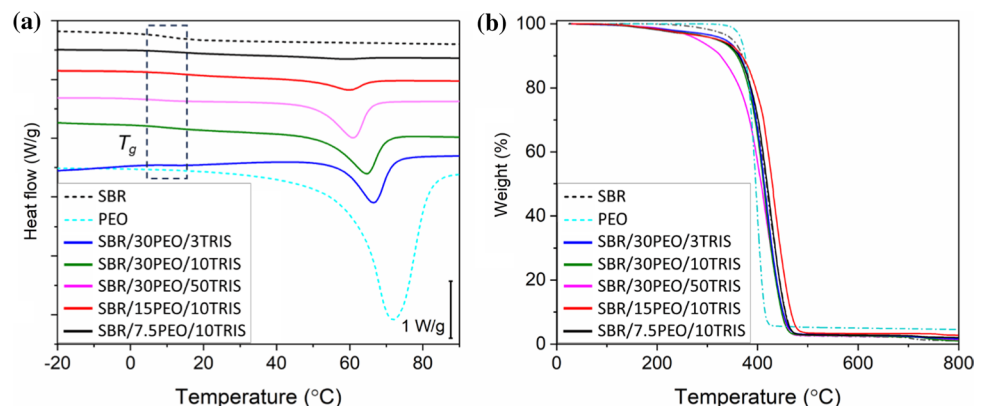 (a)
Heat flow (W/g)
Tg
SBR
PEO
SBR/30PEO/3TRIS
SBR/30PEO/10TRIS
SBR/30PEO/50TRIS
SBR/15PEO/10TRIS
SBR/7.5PEO/10TRIS
1 W/g
-20 0 20 40 60 80
Temperature (°C)
(b)
Weight (%)
100
80
60
40
20
0
SBR
PEO
SBR/30PEO/3TRIS
SBR/30PEO/10TRIS
SBR/30PEO/50TRIS
SBR/15PEO/10TRIS
SBR/7.5PEO/10TRIS
0 200 400 600 800
Temperature (°C)